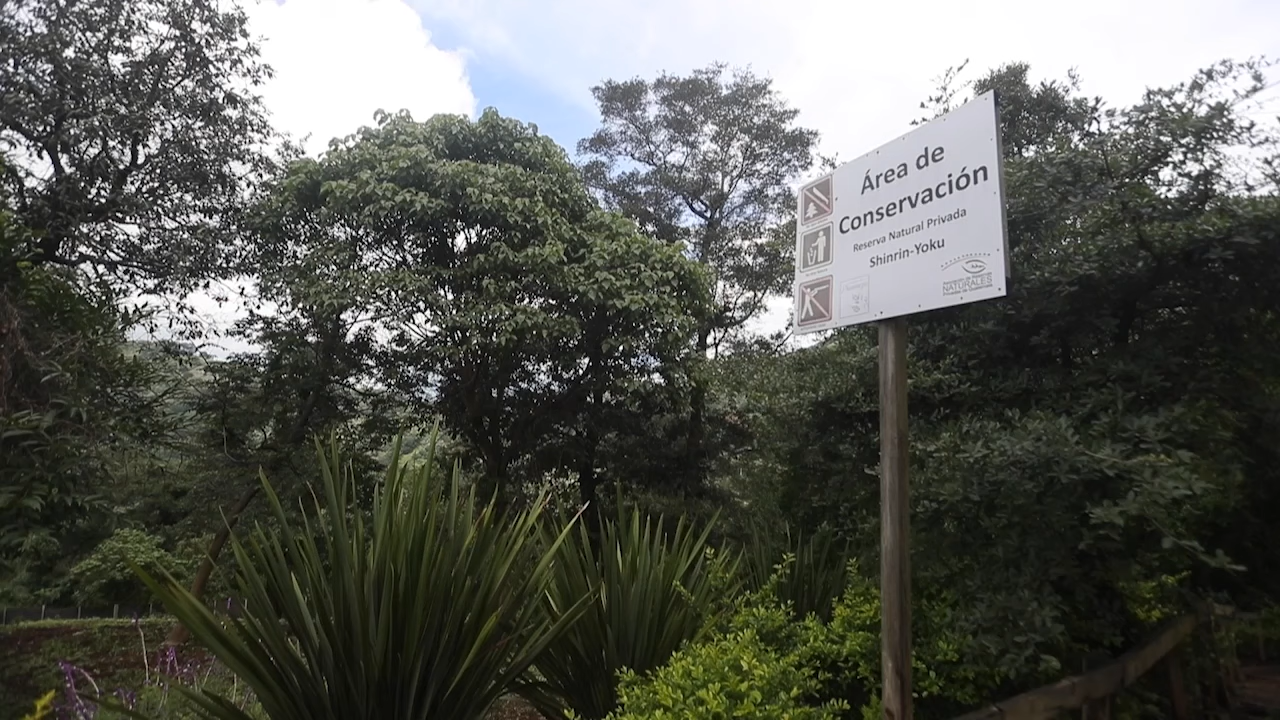 Área de
Conservación
Reserva Natural Privada
Shinrin-Yoku
NATURALES